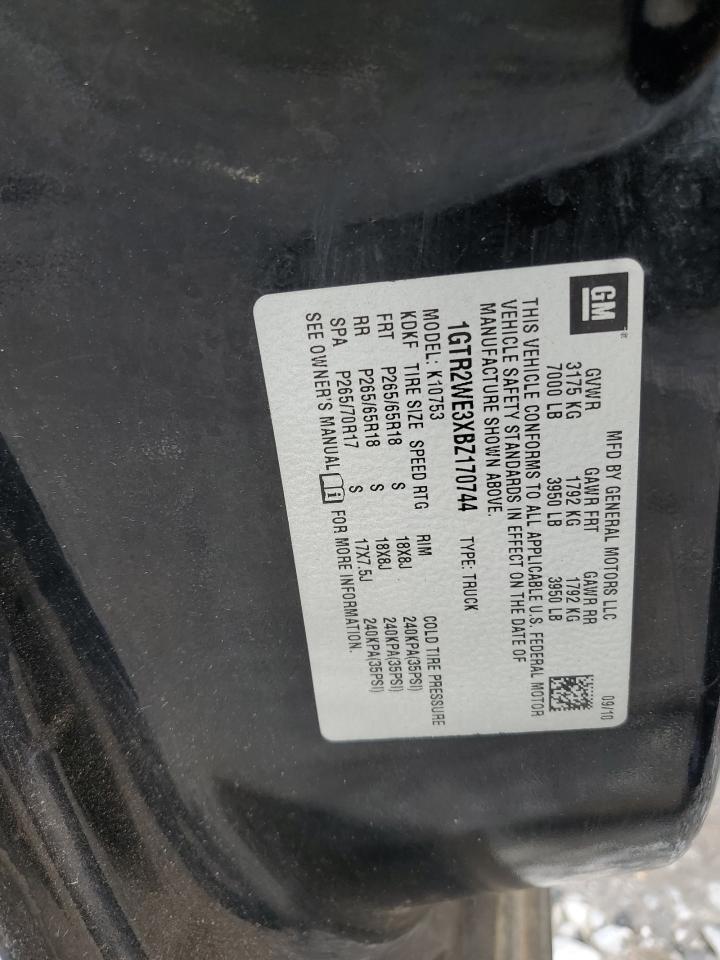 GM
MFD BY GENERAL MOTORS LLC 09/10
GVWR GAWR FRT GAWR RR
3175 KG 1792 KG 1792 KG
7000 LB 3950 LB 3950 LB
THIS VEHICLE CONFORMS TO ALL APPLICABLE U.S. FEDERAL MOTOR
VEHICLE SAFETY STANDARDS IN EFFECT ON THE DATE OF
MANUFACTURE SHOWN ABOVE.
1GTR2WE3XBZ170744 TYPE: TRUCK
MODEL: K10753
KDKF TIRE SIZE SPEED RTG RIM COLD TIRE PRESSURE
FRT P265/65R18 S 18X8J 240KPA(35PSI)
RR P265/65R18 S 18X8J 240KPA(35PSI)
SPA P265/70R17 S 17X7.5J 240KPA(35PSI)
SEE OWNER'S MANUAL i FOR MORE INFORMATION.